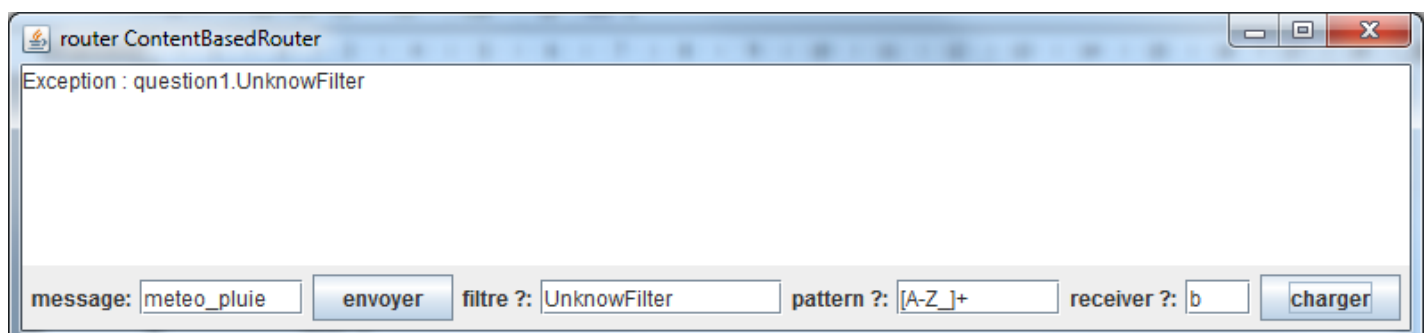 router ContentBasedRouter
Exception : question1.UnknowFilter
message: meteo_pluie envoyer filtre ?: UnknowFilter pattern ?: [A-Z_]+ receiver ?: b charger